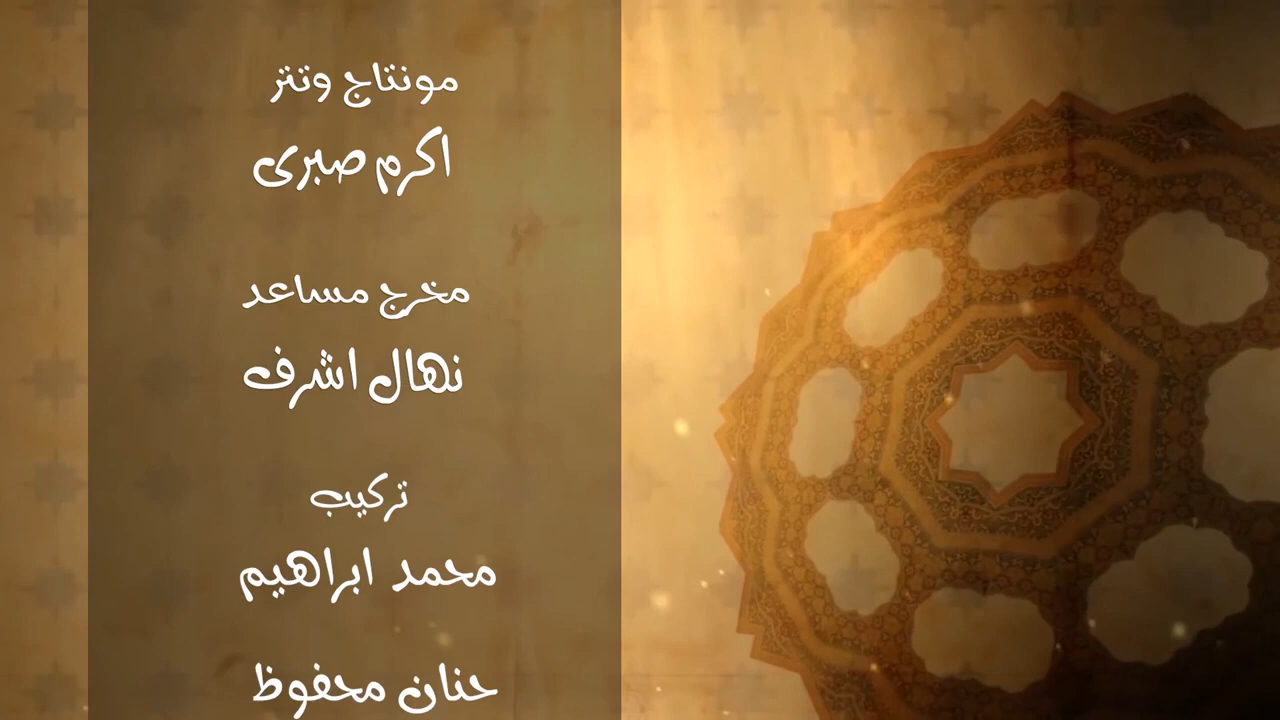 مونتاج وتتر
اكرم صبرى
مخرج مساعد
نهال اشرف
تركيب
محمد ابراهيم
حنان محفوظ